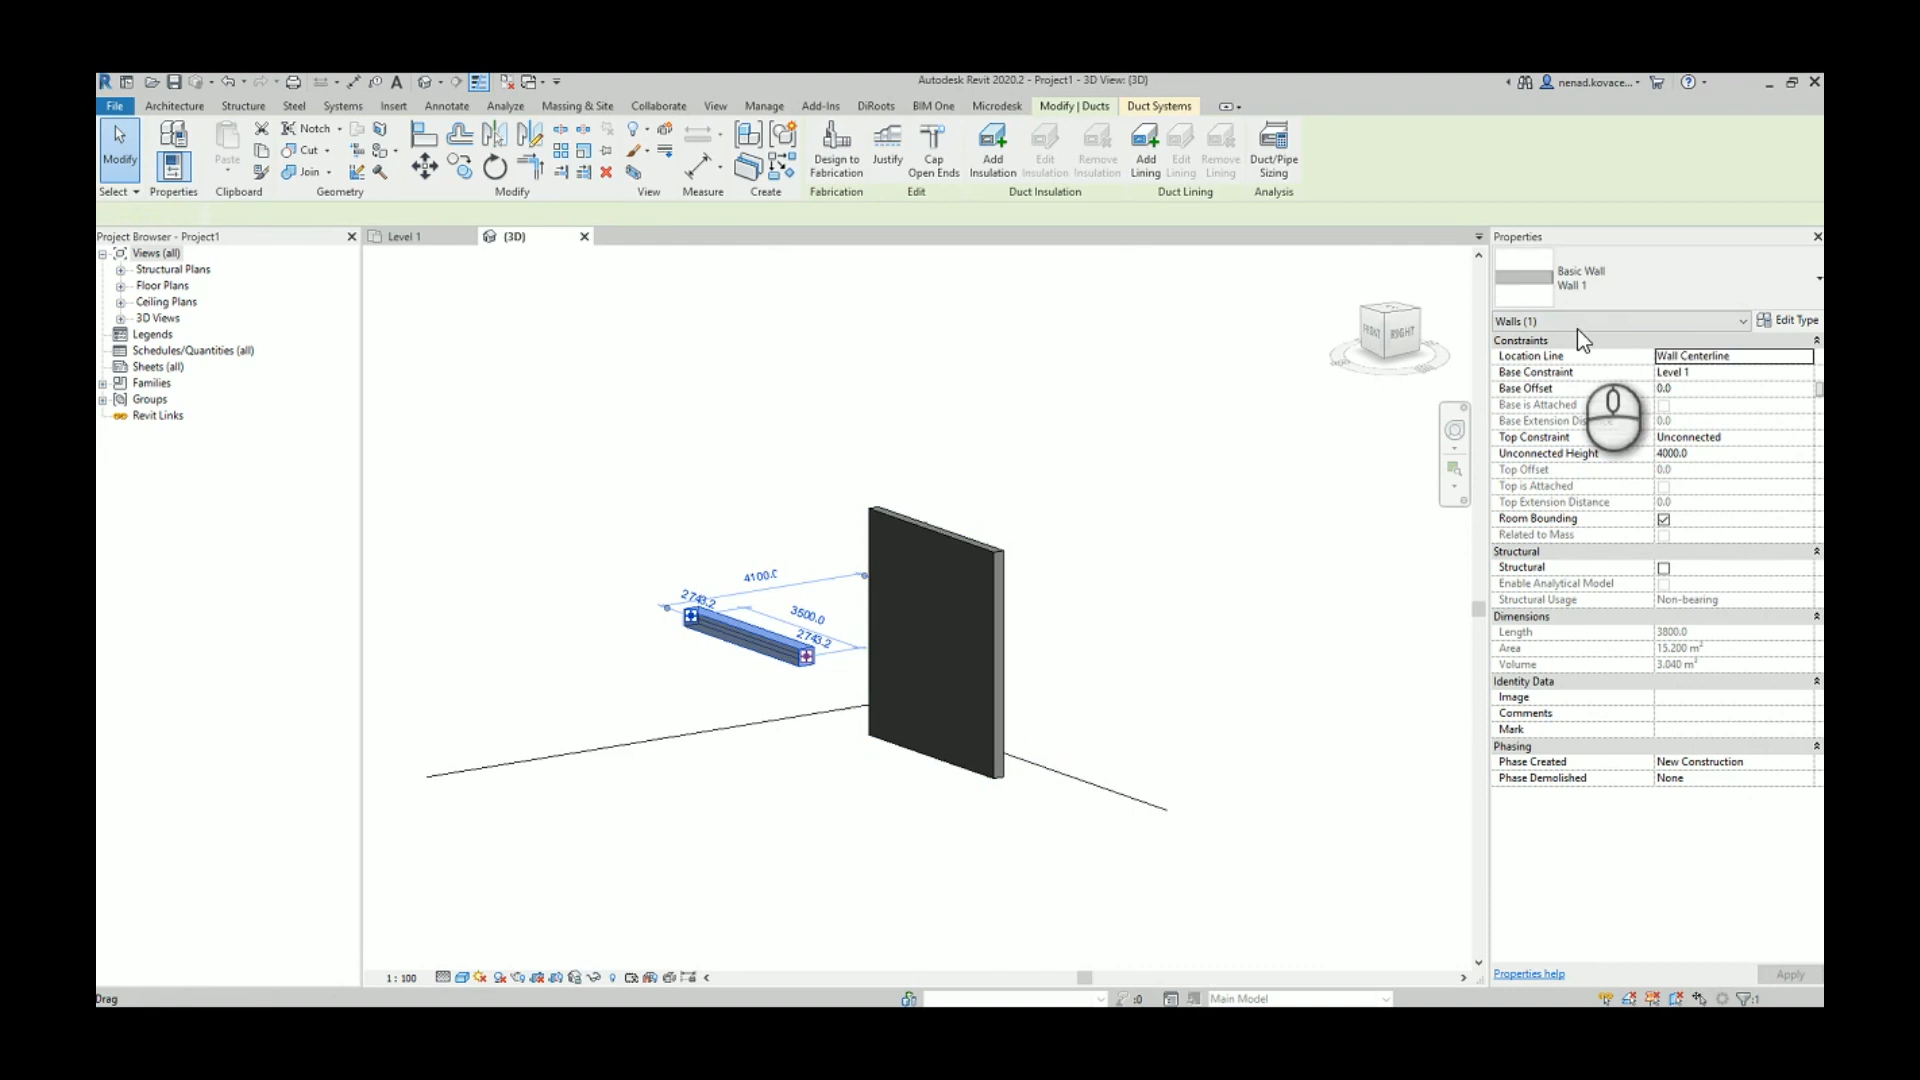 Autodesk Revit 2020.2 - Project1 - 3D View: {3D}
nenad.kovace...
File Architecture Structure Steel Systems Insert Annotate Analyze Massing & Site Collaborate View Manage Add-Ins DiRoots BIM One Microdesk Modify | Ducts Duct Systems
Modify
Paste
Notch
Cut
Join
Design to Fabrication
Justify
Cap Open Ends
Add Insulation
Edit Insulation
Remove Insulation
Add Lining
Edit Lining
Remove Lining
Duct/Pipe Sizing
Select Properties Clipboard Geometry Modify View Measure Create Fabrication Edit Duct Insulation Duct Lining Analysis
Project Browser - Project1
Views (all)
Structural Plans
Floor Plans
Ceiling Plans
3D Views
Legends
Schedules/Quantities (all)
Sheets (all)
Families
Groups
Revit Links
Level 1
{3D}
FRONT
RIGHT
4100.0
2743.2
3500.0
2743.2
Properties
Basic Wall
Wall 1
Walls (1)
Edit Type
Constraints
Location Line Wall Centerline
Base Constraint Level 1
Base Offset 0.0
Base is Attached
Base Extension Dis 0.0
Top Constraint Unconnected
Unconnected Height 4000.0
Top Offset 0.0
Top is Attached
Top Extension Distance 0.0
Room Bounding
Related to Mass
Structural
Structural
Enable Analytical Model
Structural Usage Non-bearing
Dimensions
Length 3800.0
Area 15.200 m²
Volume 3.040 m³
Identity Data
Image
Comments
Mark
Phasing
Phase Created New Construction
Phase Demolished None
Properties help
Apply
1 : 100
Drag
:0
Main Model
:1